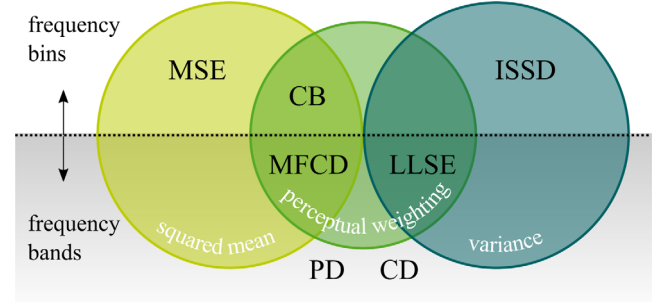 frequency
bins
MSE
CB
ISSD
MFCD
LLSE
frequency
bands
squared mean
perceptual weighting
variance
PD
CD